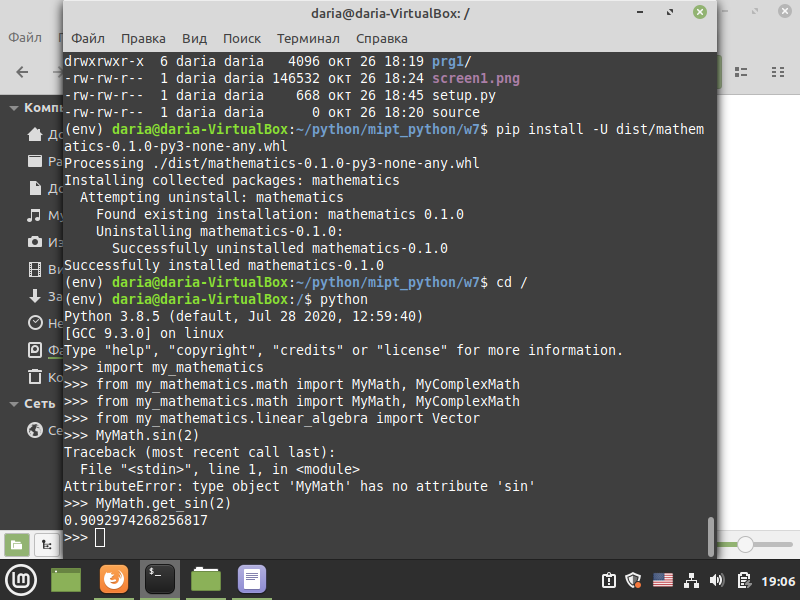 daria@daria-VirtualBox: /
Файл
Файл Правка Вид Поиск Терминал Справка
drwxrwxr-x  6 daria daria   4096 окт 26 18:19 prg1/
-rw-rw-r--  1 daria daria 146532 окт 26 18:24 screen1.png
-rw-rw-r--  1 daria daria    668 окт 26 18:45 setup.py
-rw-rw-r--  1 daria daria      0 окт 26 18:20 source
(env) daria@daria-VirtualBox:~/python/mipt_python/w7$ pip install -U dist/mathem
atics-0.1.0-py3-none-any.whl
Processing ./dist/mathematics-0.1.0-py3-none-any.whl
Installing collected packages: mathematics
  Attempting uninstall: mathematics
    Found existing installation: mathematics 0.1.0
    Uninstalling mathematics-0.1.0:
      Successfully uninstalled mathematics-0.1.0
Successfully installed mathematics-0.1.0
(env) daria@daria-VirtualBox:~/python/mipt_python/w7$ cd /
(env) daria@daria-VirtualBox:/$ python
Python 3.8.5 (default, Jul 28 2020, 12:59:40)
[GCC 9.3.0] on linux
Type "help", "copyright", "credits" or "license" for more information.
>>> import my_mathematics
>>> from my_mathematics.math import MyMath, MyComplexMath
>>> from my_mathematics.math import MyMath, MyComplexMath
>>> from my_mathematics.linear_algebra import Vector
>>> MyMath.sin(2)
Traceback (most recent call last):
  File "<stdin>", line 1, in <module>
AttributeError: type object 'MyMath' has no attribute 'sin'
>>> MyMath.get_sin(2)
0.9092974268256817
>>>
Комп
До
Ра
До
Му
Из
Ви
За
Не
Фа
Ко
Сеть
Се
19:06